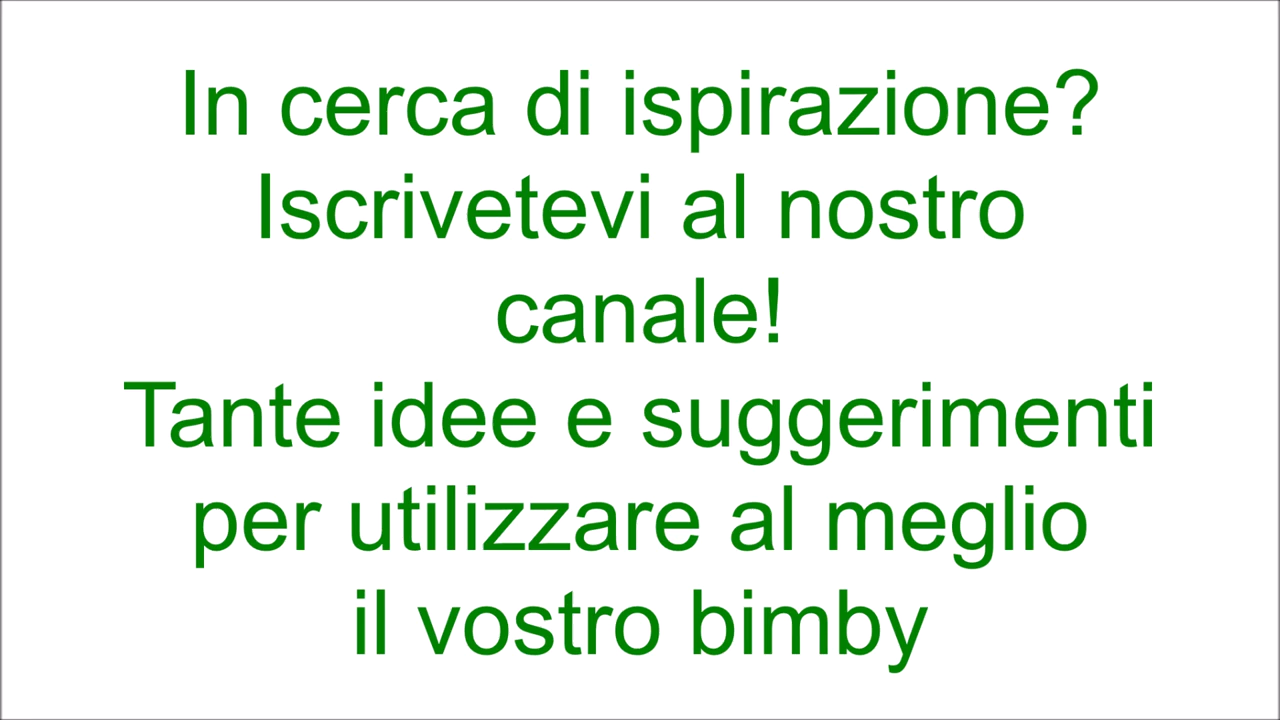 In cerca di ispirazione?
Iscrivetevi al nostro
canale!
Tante idee e suggerimenti
per utilizzare al meglio
il vostro bimby